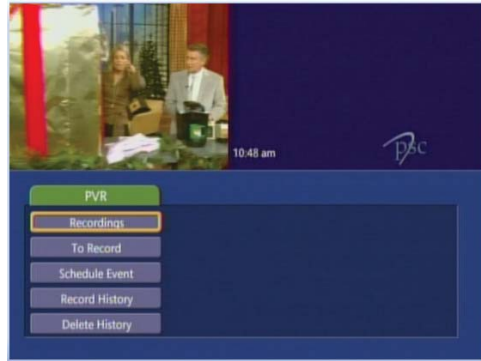 10:48 am
psc
PVR
Recordings
To Record
Schedule Event
Record History
Delete History